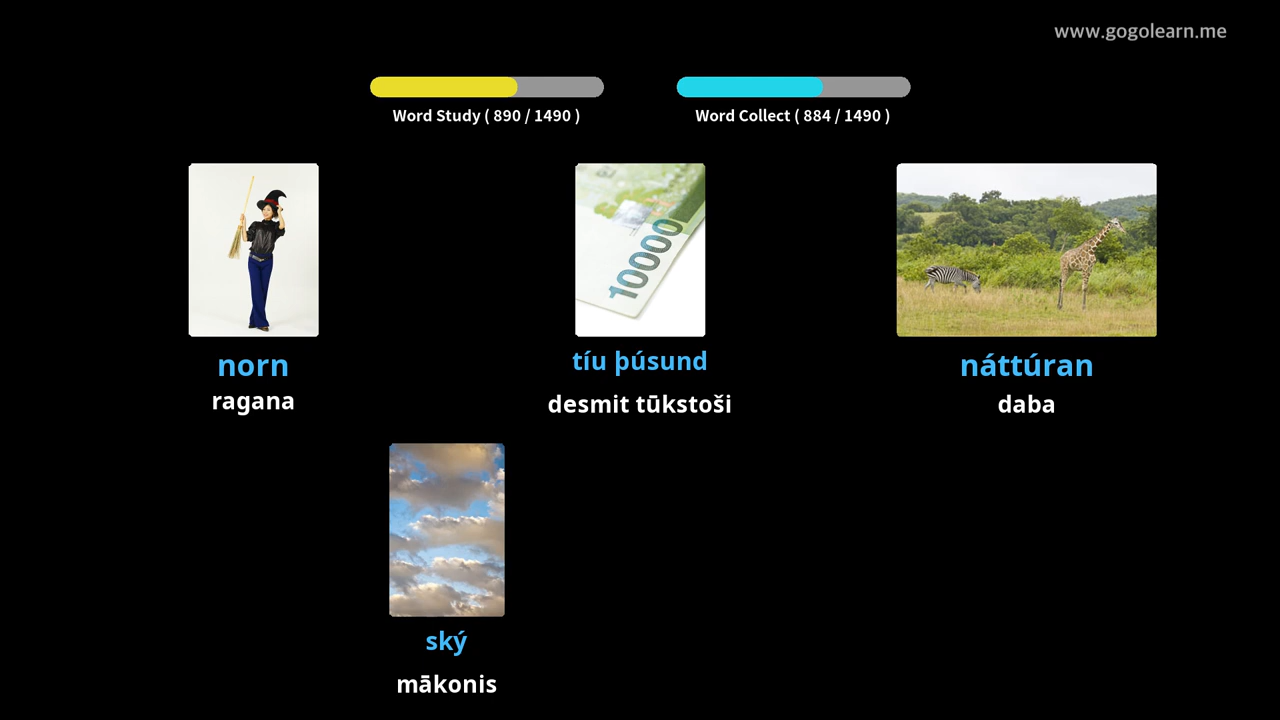 www.gogolearn.me
Word Study ( 890 / 1490 )
Word Collect ( 884 / 1490 )
10000
norn
ragana
tíu þúsund
desmit tūkstoši
náttúran
daba
ský
mākonis